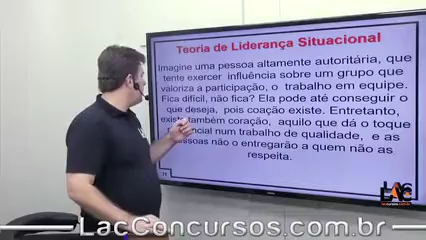 Teoria de Liderança Situacional
Imagine uma pessoa altamente autoritária, que
tente exercer influência sobre um grupo que
valoriza a participação, o trabalho em equipe.
Fica difícil, não fica? Ela pode até conseguir o
que deseja, pois coação existe. Entretanto,
existe também coração, aquilo que dá o toque
encial num trabalho de qualidade, e as
essoas não o entregarão a quem não as
respeita.
LAC
LacConcursos.com.br